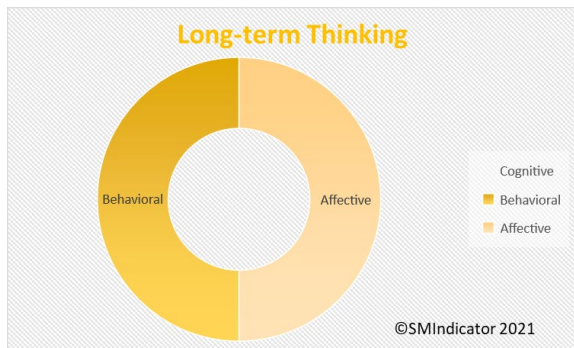 Long-term Thinking
Behavioral
Affective
Cognitive
Behavioral
Affective
©SMIndicator 2021